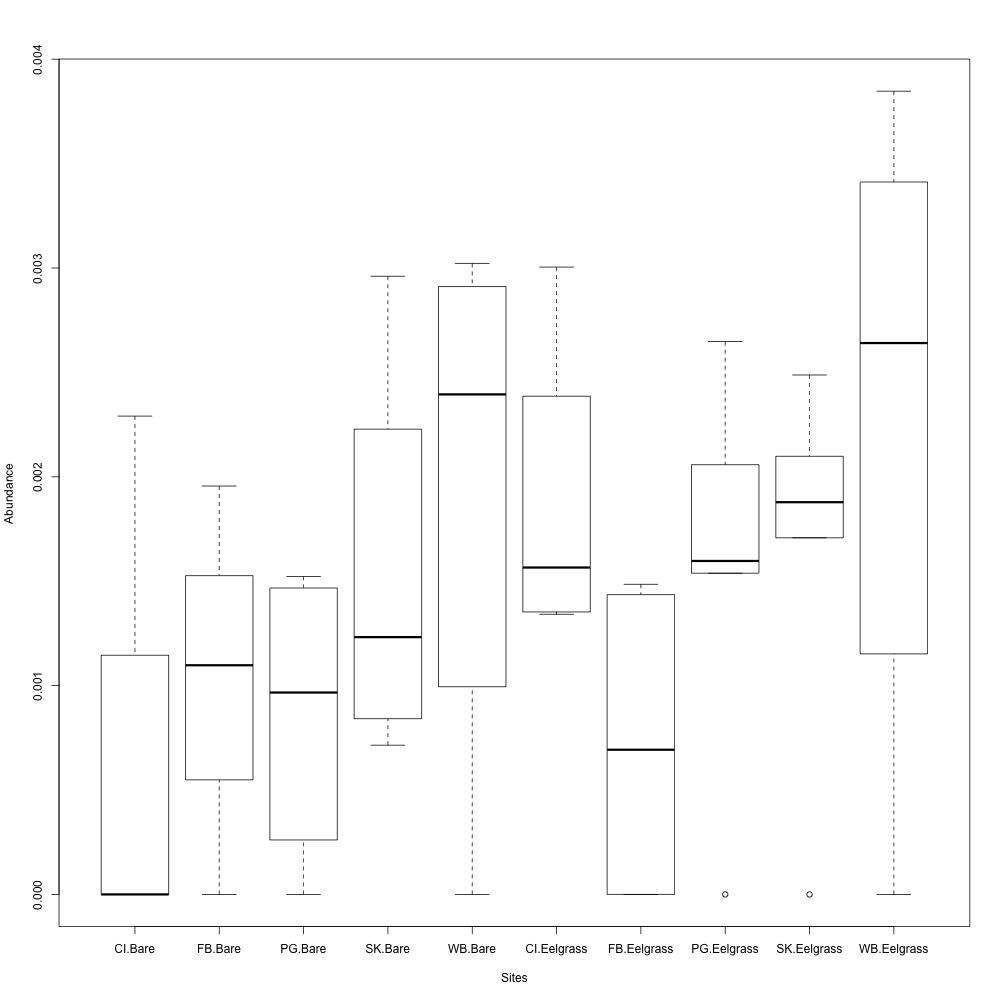 0.004
0.003
0.002
0.001
0.000
Abundance
CI.Bare FB.Bare PG.Bare SK.Bare WB.Bare CI.Eelgrass FB.Eelgrass PG.Eelgrass SK.Eelgrass WB.Eelgrass
Sites